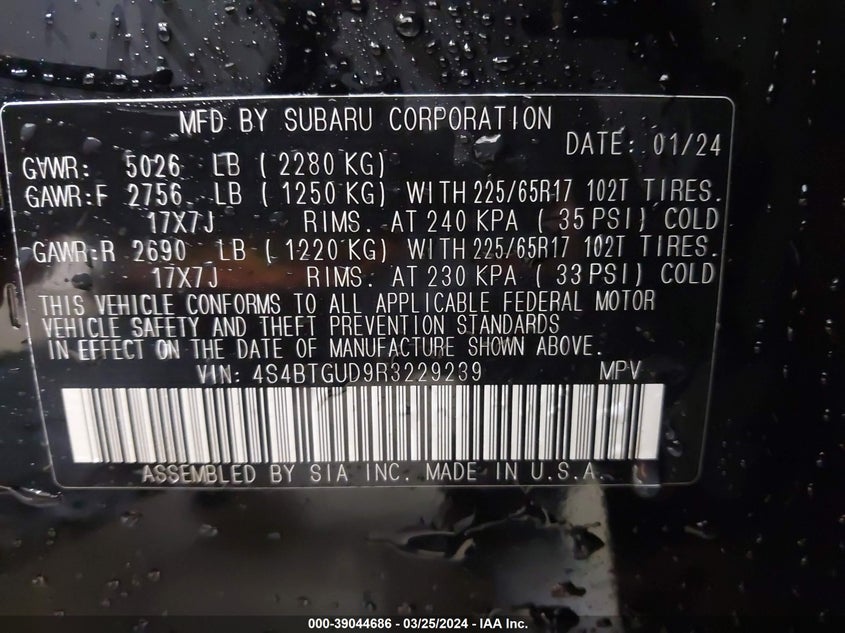 MFD BY SUBARU CORPORATION
DATE: 01/24
GVWR: 5026 LB ( 2280 KG)
GAWR:F 2756 LB ( 1250 KG) WITH 225/65R17 102T TIRES.
17X7J RIMS. AT 240 KPA ( 35 PSI) COLD
GAWR:R 2690 LB ( 1220 KG) WITH 225/65R17 102T TIRES.
17X7J RIMS. AT 230 KPA ( 33 PSI) COLD
THIS VEHICLE CONFORMS TO ALL APPLICABLE FEDERAL MOTOR
VEHICLE SAFETY AND THEFT PREVENTION STANDARDS
IN EFFECT ON THE DATE OF MANUFACTURE SHOWN ABOVE.
VIN: 4S4BTGUD9R3229239 MPV
ASSEMBLED BY SIA INC. MADE IN U.S.A.
000-39044686 - 03/25/2024 - IAA Inc.